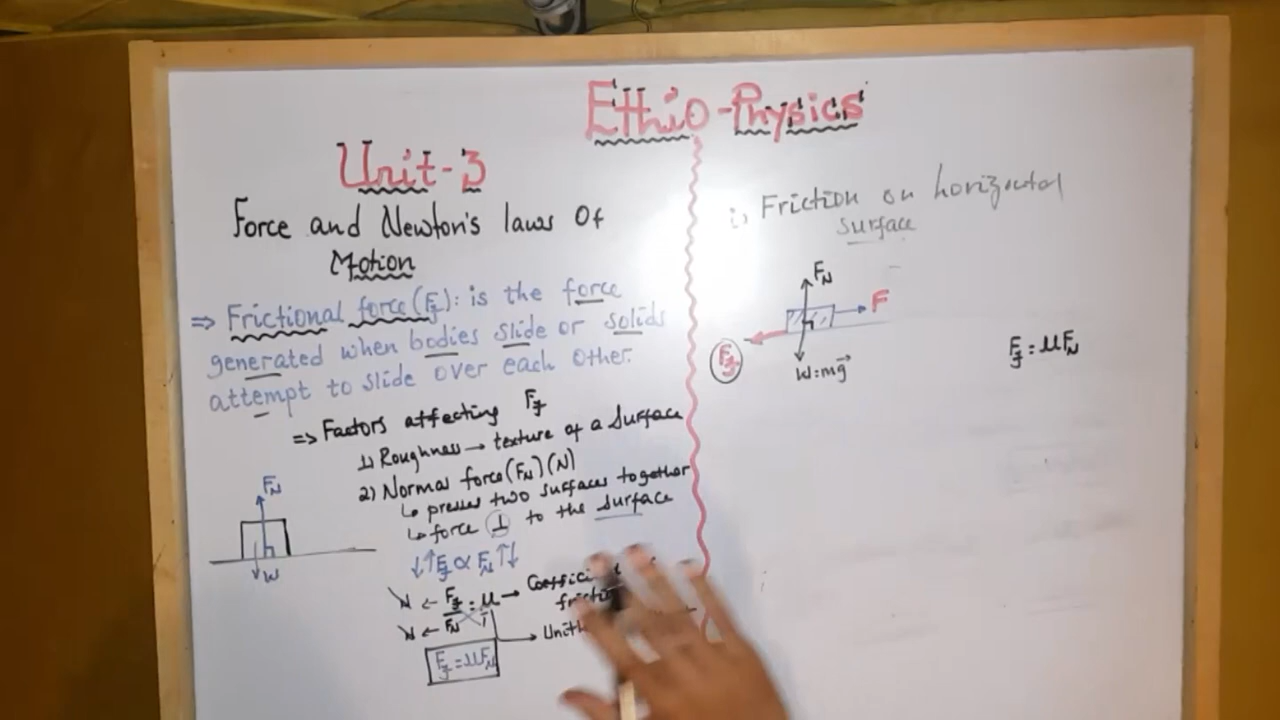 Ethio-Physics
Unit-3
Force and Newton's laws Of
Motion
⇒ Frictional force(Ff): is the force
generated when bodies slide or solids
attempt to slide over each other.
⇒ Factors affecting Ff
1) Roughness → texture of a surface
2) Normal force(FN)(N)
↳ presses two surfaces together
↳ force ⊥ to the surface
↓↑Ff ∝ FN↑↓
N ← Ff = μ →
N ← FN 1
Ff = μFN
FN
W
i, Friction on horizontal
surface
FN
F
Ff
W=mg⃗
Ff = μFN